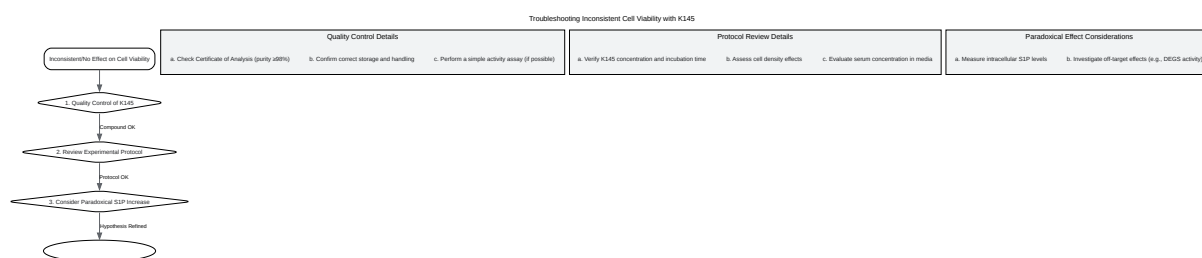 Troubleshooting Inconsistent Cell Viability with K145
Quality Control Details
a. Check Certificate of Analysis (purity ≥98%)
b. Confirm correct storage and handling
c. Perform a simple activity assay (if possible)
Protocol Review Details
a. Verify K145 concentration and incubation time
b. Assess cell density effects
c. Evaluate serum concentration in media
Paradoxical Effect Considerations
a. Measure intracellular S1P levels
b. Investigate off-target effects (e.g., DEGS activity)
Inconsistent/No Effect on Cell Viability
1. Quality Control of K145
Compound OK
2. Review Experimental Protocol
Protocol OK
3. Consider Paradoxical S1P Increase
Hypothesis Refined